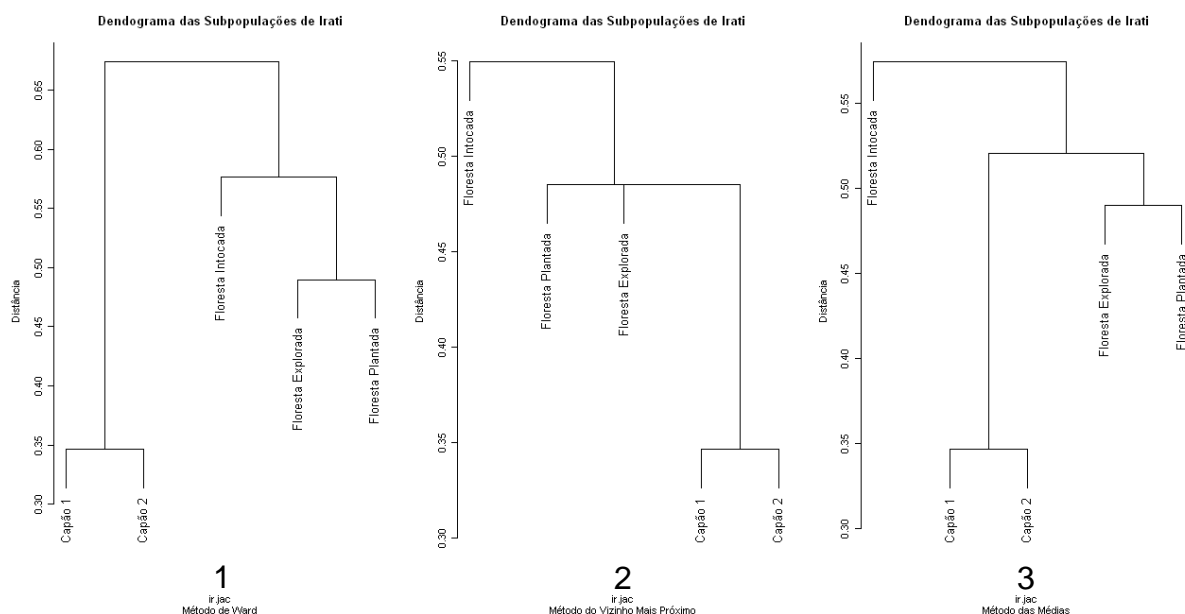 Dendograma das Subpopulações de Irati
Distância
0.65
0.60
0.55
0.50
0.45
0.40
0.35
0.30
Capão 1
Capão 2
Floresta Intocada
Floresta Explorada
Floresta Plantada
1
ir.jac
Método de Ward
Dendograma das Subpopulações de Irati
Distância
0.55
0.50
0.45
0.40
0.35
0.30
Floresta Intocada
Floresta Plantada
Floresta Explorada
Capão 1
Capão 2
2
ir.jac
Método do Vizinho Mais Próximo
Dendograma das Subpopulações de Irati
Distância
0.55
0.50
0.45
0.40
0.35
0.30
Floresta Intocada
Capão 1
Capão 2
Floresta Explorada
Floresta Plantada
3
ir.jac
Método das Médias